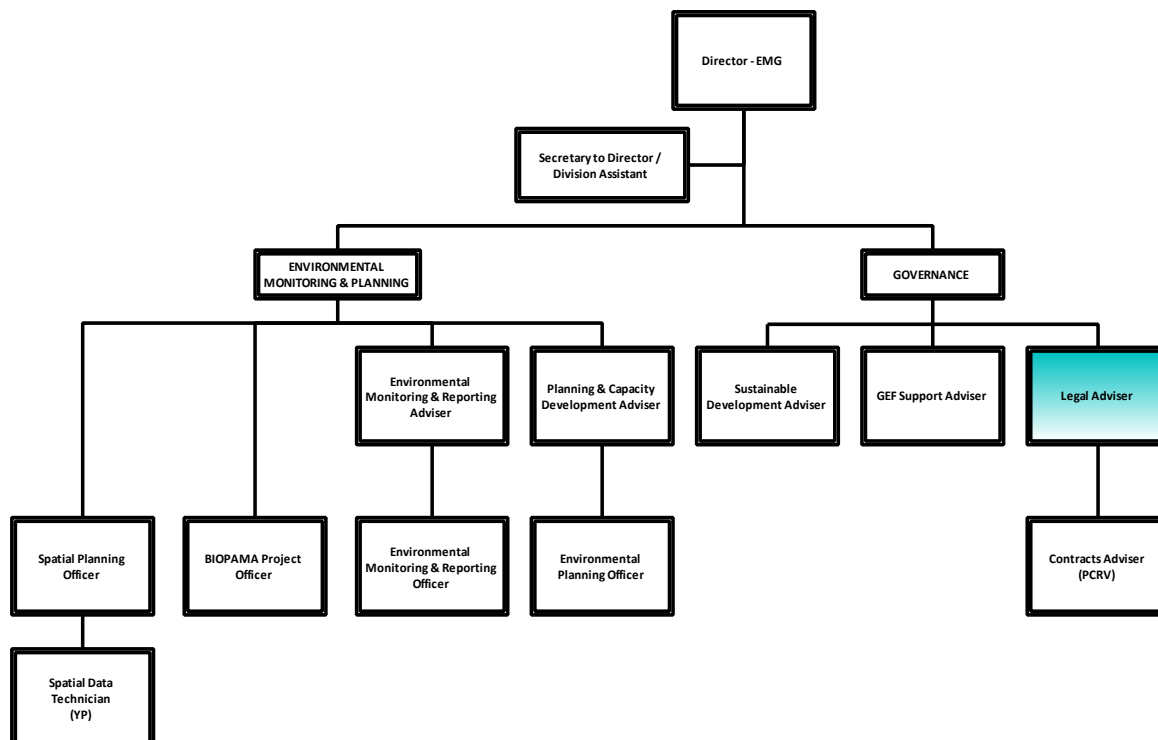 Director - EMG
Secretary to Director /
Division Assistant
ENVIRONMENTAL
MONITORING & PLANNING
GOVERNANCE
Environmental
Monitoring & Reporting
Adviser
Planning & Capacity
Development Adviser
Sustainable
Development Adviser
GEF Support Adviser
Legal Adviser
Spatial Planning
Officer
BIOPAMA Project
Officer
Environmental
Monitoring & Reporting
Officer
Environmental
Planning Officer
Contracts Adviser
(PCRV)
Spatial Data
Technician
(YP)